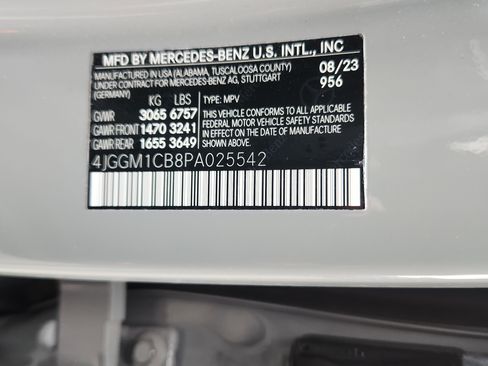 MFD BY MERCEDES-BENZ U.S. INTL., INC
MANUFACTURED IN USA (ALABAMA, TUSCALOOSA COUNTY) 08/23
UNDER CONTRACT FOR MERCEDES-BENZ AG, STUTTGART 956
(GERMANY)
KG LBS TYPE: MPV
GVWR 3065 6757 THIS VEHICLE CONFORMS TO ALL APPLICABLE
GAWR FRONT 1470 3241 FEDERAL MOTOR VEHICLE SAFETY STANDARDS
GAWR REAR 1655 3649 IN EFFECT ON THE DATE OF MANUFACTURE SHOWN ABOVE.
4JGGM1CB8PA025542